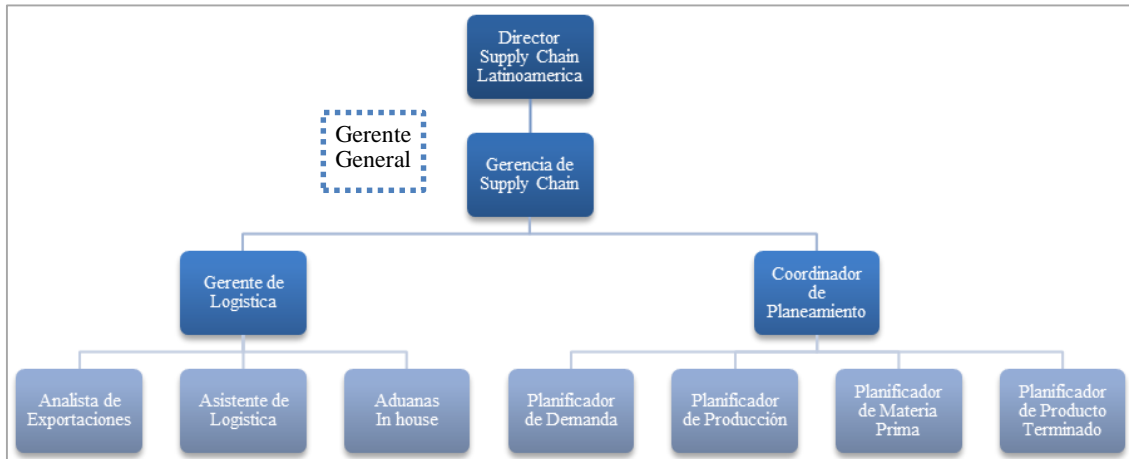 Director
Supply Chain
Latinoamerica
Gerente
General
Gerencia de
Supply Chain
Gerente de
Logistica
Coordinador
de
Planeamiento
Analista de
Exportaciones
Asistente de
Logistica
Aduanas
In house
Planificador
de Demanda
Planificador
de Producción
Planificador
de Materia
Prima
Planificador
de Producto
Terminado